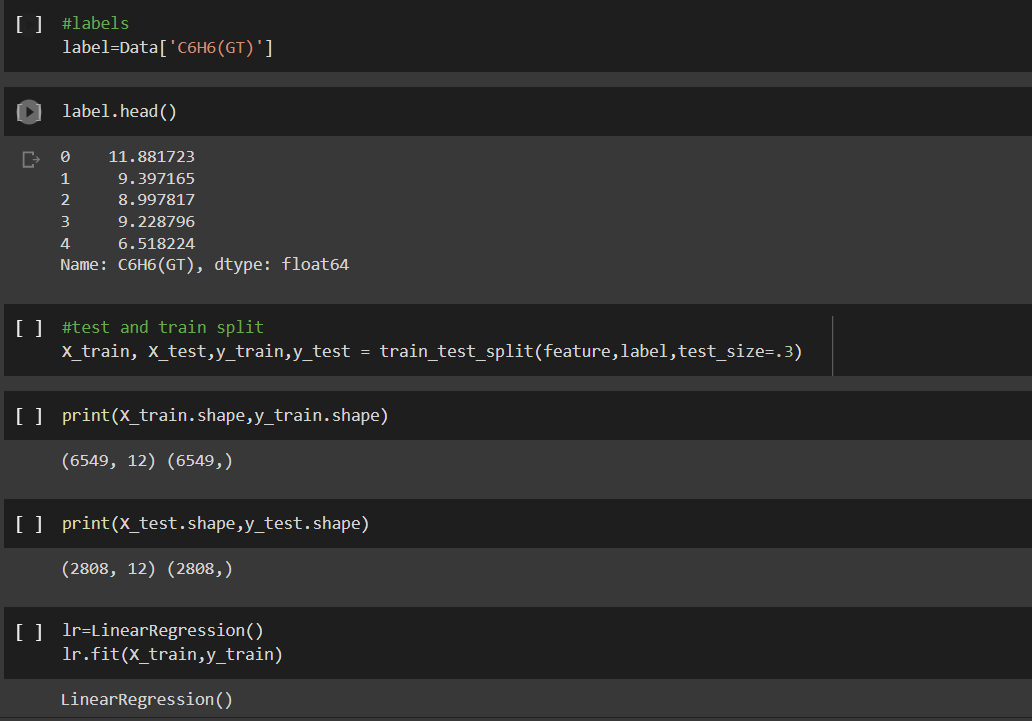 [ ] #labels
label=Data['C6H6(GT)']
label.head()
0 11.881723
1 9.397165
2 8.997817
3 9.228796
4 6.518224
Name: C6H6(GT), dtype: float64
[ ] #test and train split
X_train, X_test,y_train,y_test = train_test_split(feature,label,test_size=.3)
[ ] print(X_train.shape,y_train.shape)
(6549, 12) (6549,)
[ ] print(X_test.shape,y_test.shape)
(2808, 12) (2808,)
[ ] lr=LinearRegression()
lr.fit(X_train,y_train)
LinearRegression()